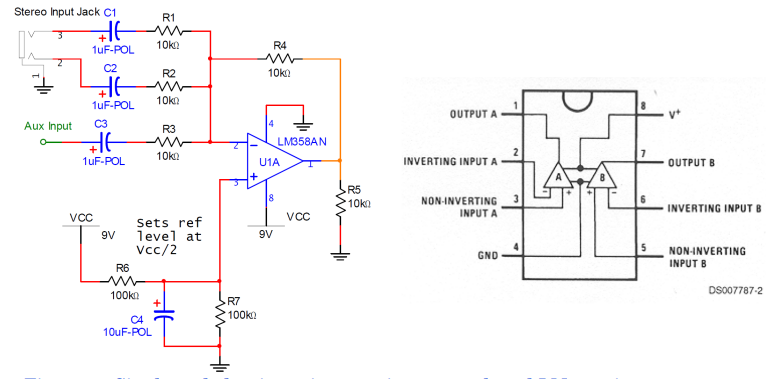 Stereo Input Jack
C1
R1
3
1uF-POL
10kΩ
R4
10kΩ
C2
R2
2
1
1uF-POL
10kΩ
Aux Input
C3
R3
1uF-POL
10kΩ
4
LM358AN
2
U1A
1
3
8
R5
10kΩ
VCC
9V
VCC
9V
Sets ref
level at
Vcc/2
R6
100kΩ
C4
10uF-POL
R7
100kΩ
OUTPUT A
1
8
V+
INVERTING INPUT A
2
7
OUTPUT B
A
B
NON-INVERTING
INPUT A
3
6
INVERTING INPUT B
GND
4
5
NON-INVERTING
INPUT B
DS007787-2